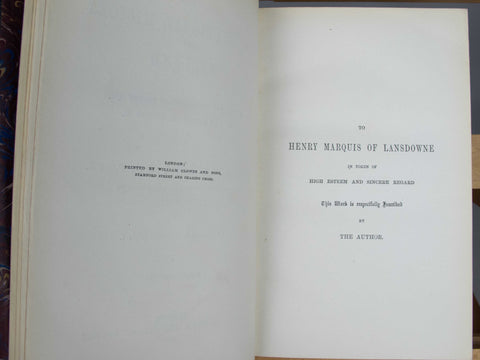 LONDON;
PRINTED BY WILLIAM CLOWES AND SONS,
STAMFORD STREET AND CHARING CROSS.
TO
HENRY MARQUIS OF LANSDOWNE
IN TOKEN OF
HIGH ESTEEM AND SINCERE REGARD
This Work is respectfully Inscribed
BY
THE AUTHOR.